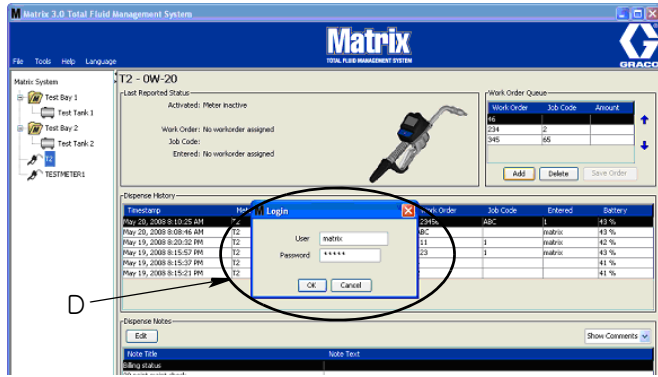 Matrix 3.0 Total Fluid Management System
Matrix
TOTAL FLUID MANAGEMENT SYSTEM
GRACO
File Tools Help Language
Matrix System
Test Bay 1
Test Tank 1
Test Bay 2
Test Tank 2
T2
TESTMETER1
T2 - 0W-20
Last Reported Status
Activated: Meter inactive
Work Order: No workorder assigned
Job Code:
Entered: No workorder assigned
Work Order Queue
Work Order Job Code Amount
46
234 2
345 65
Add Delete Save Order
Dispense History
Timestamp Work Order Job Code Entered Battery
May 20, 2008 8:10:25 AM T2 ABC 1 43 %
May 20, 2008 8:08:46 AM T2 matrix 43 %
May 19, 2008 8:20:32 PM T2 1 matrix 42 %
May 19, 2008 8:15:57 PM T2 1 matrix 43 %
May 19, 2008 8:15:37 PM T2 41 %
May 19, 2008 8:15:21 PM T2 41 %
Login
User matrix
Password *****
OK Cancel
D
Dispense Notes
Edit Show Comments
Note Title Note Text
Billing status